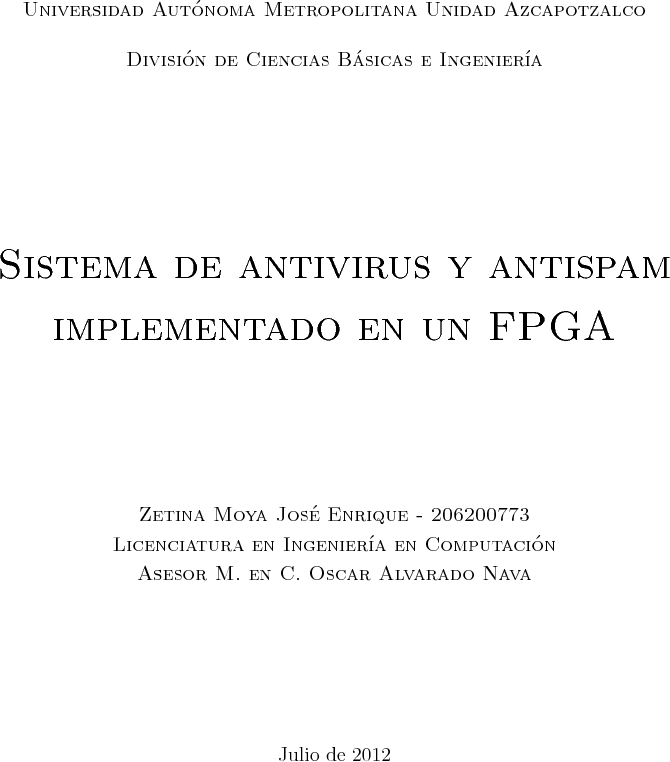 Universidad Autónoma Metropolitana Unidad Azcapotzalco
División de Ciencias Básicas e Ingeniería
Sistema de antivirus y antispam
implementado en un FPGA
Zetina Moya José Enrique - 206200773
Licenciatura en Ingeniería en Computación
Asesor M. en C. Oscar Alvarado Nava
Julio de 2012